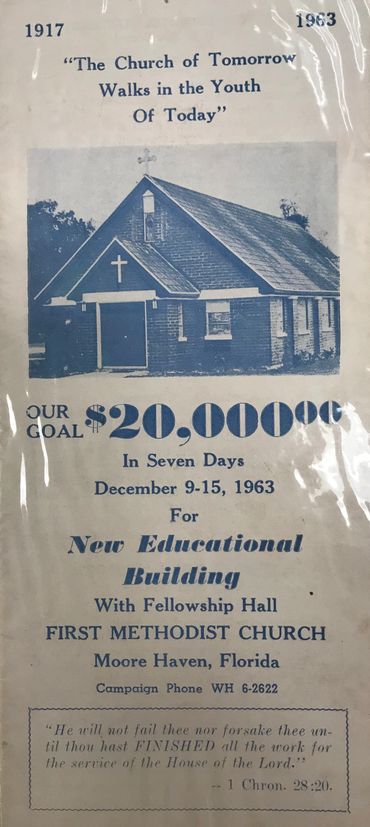 1917 1963
"The Church of Tomorrow
Walks in the Youth
Of Today"
OUR
GOAL $20,000.00
In Seven Days
December 9-15, 1963
For
New Educational
Building
With Fellowship Hall
FIRST METHODIST CHURCH
Moore Haven, Florida
Campaign Phone WH 6-2622
"He will not fail thee nor forsake thee un-
til thou hast FINISHED all the work for
the service of the House of the Lord."
-- 1 Chron. 28:20.